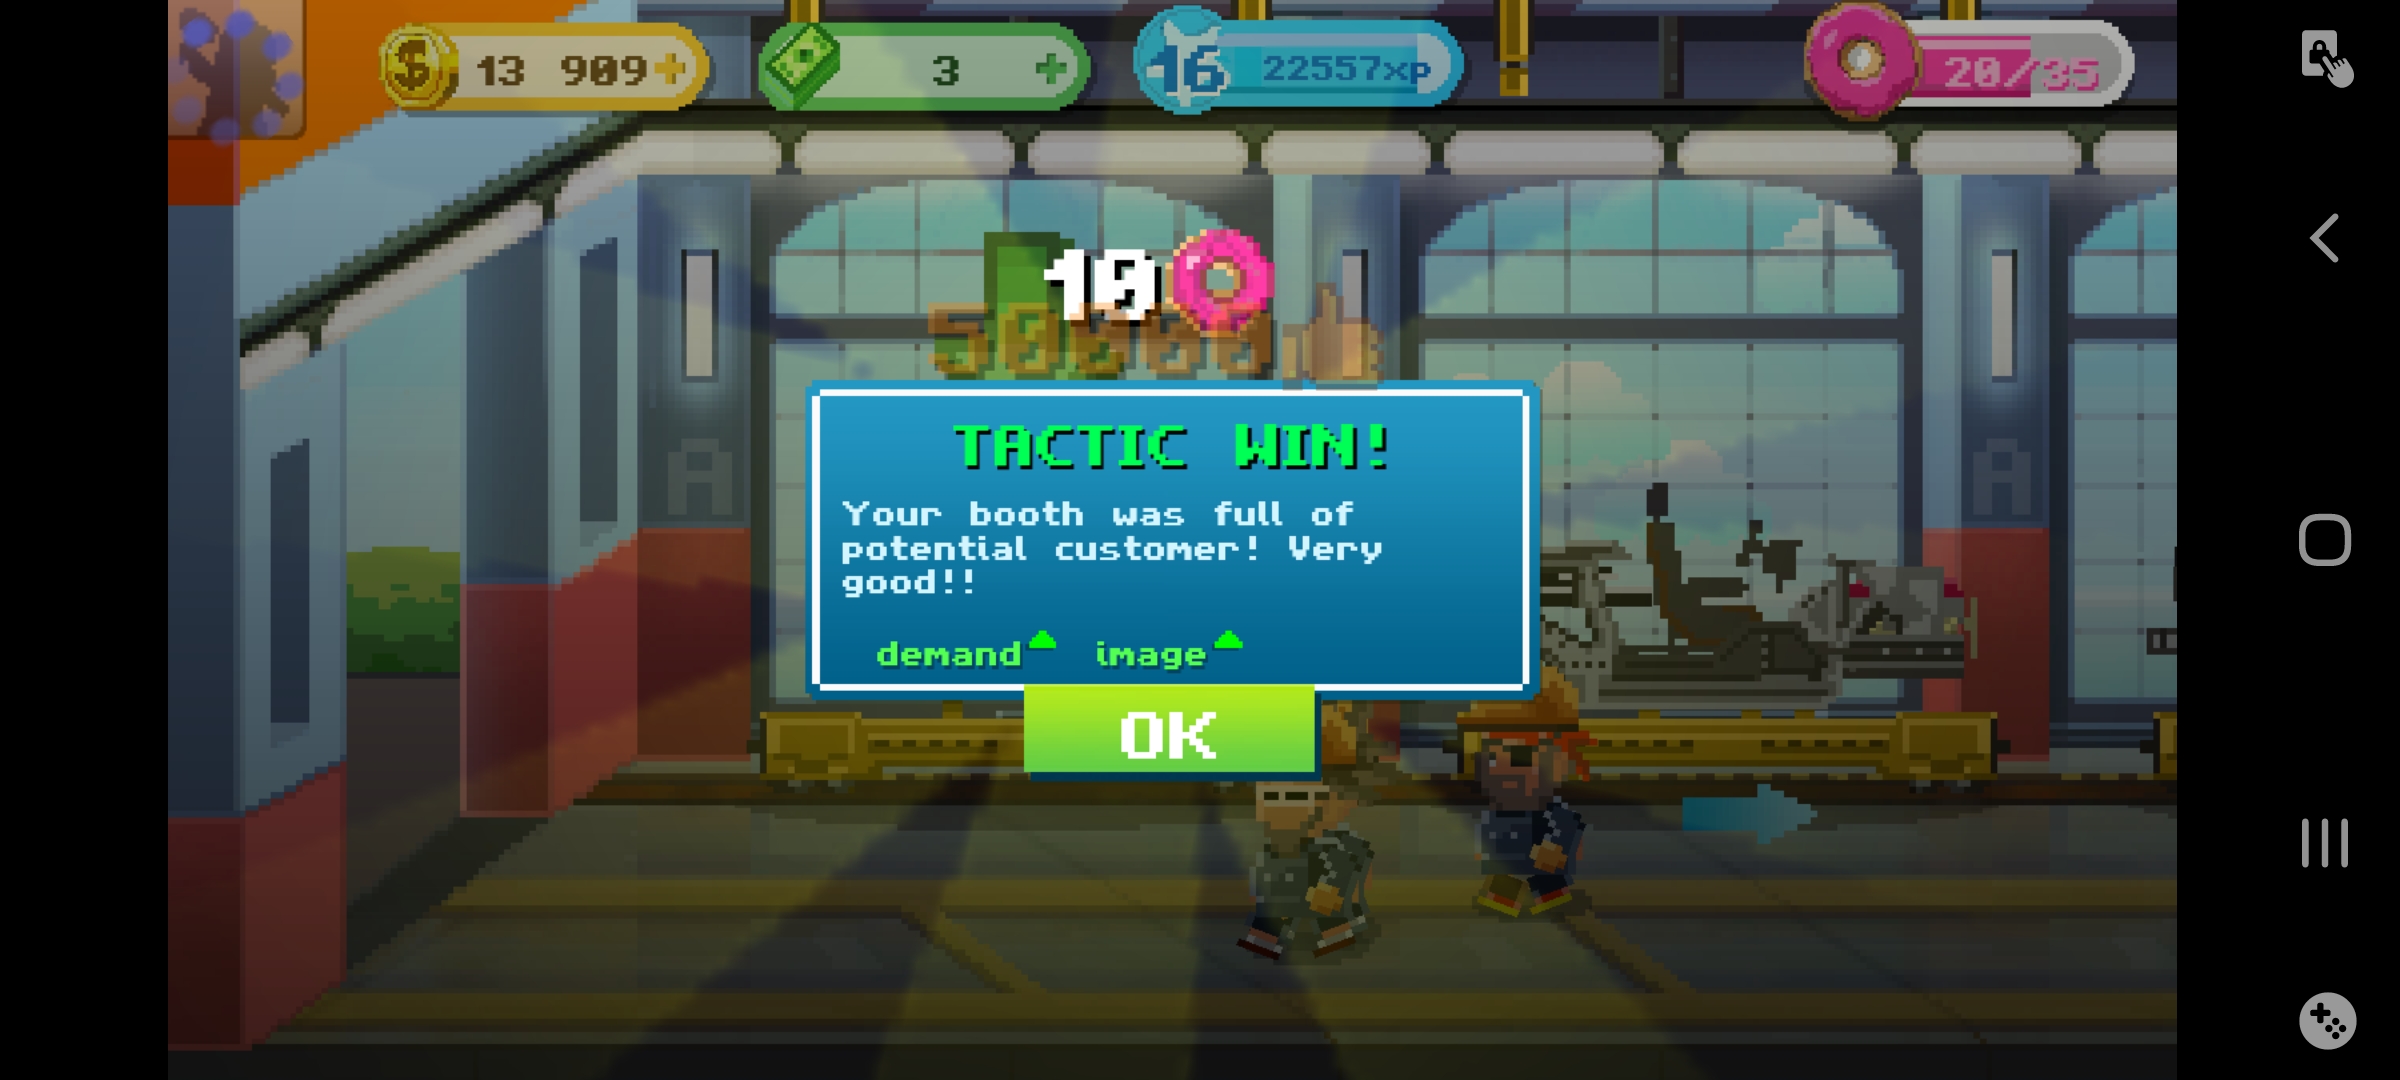 $ 13 909 +
3 +
16 22557xp
20/35
10
50000
A A
TACTIC WIN!
Your booth was full of
potential customer! Very
good!!
demand image
OK